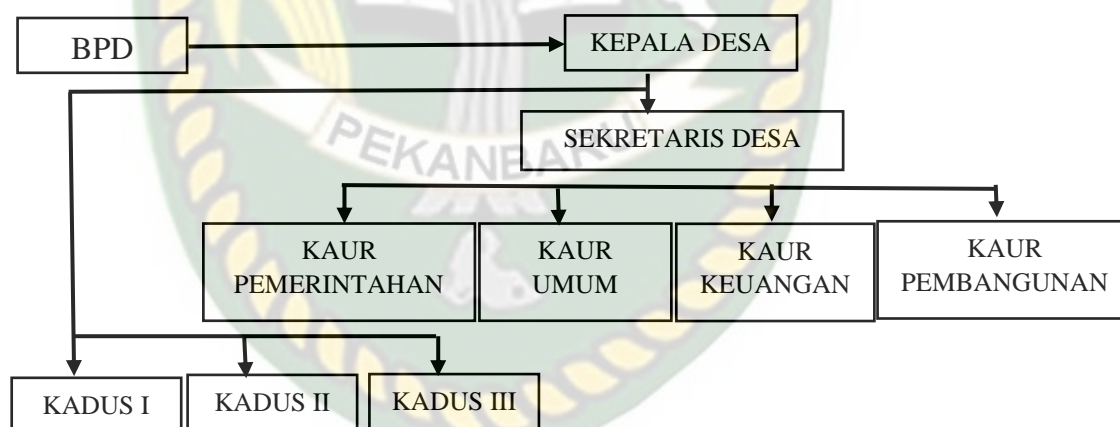 BPD
KEPALA DESA
SEKRETARIS DESA
PEKANBARU
KAUR
PEMERINTAHAN
KAUR
UMUM
KAUR
KEUANGAN
KAUR
PEMBANGUNAN
KADUS I
KADUS II
KADUS III